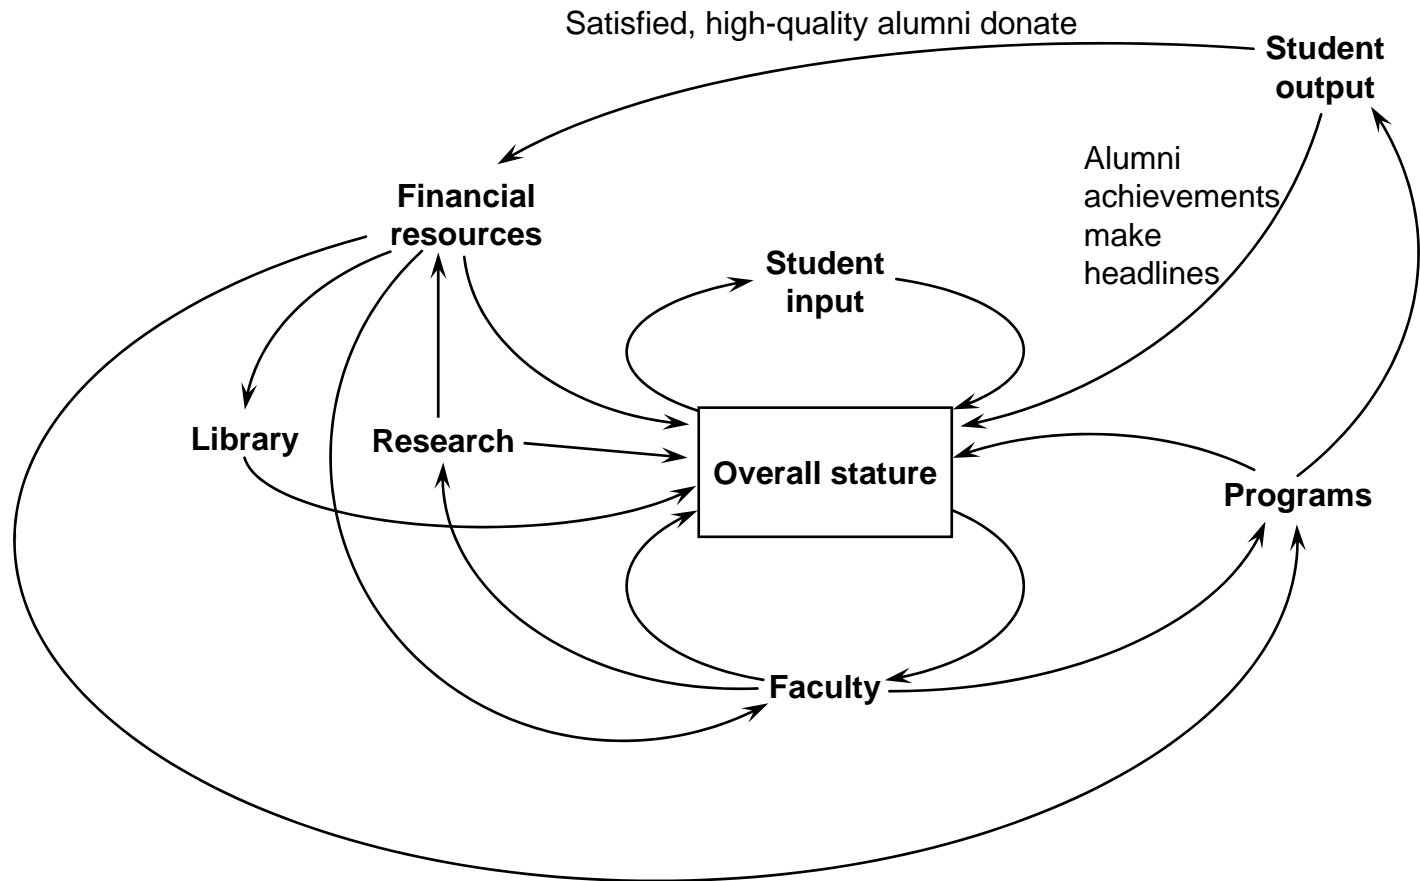 Satisfied, high-quality alumni donate
Student
output
Alumni
achievements
make
headlines
Financial
resources
Student
input
Library
Research
Overall stature
Programs
Faculty